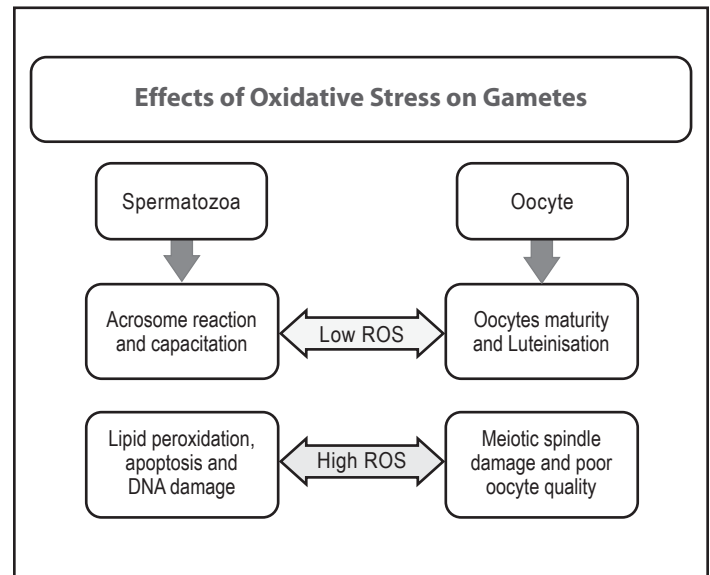 Effects of Oxidative Stress on Gametes
Spermatozoa
Oocyte
Acrosome reaction
and capacitation
Low ROS
Oocytes maturity
and Luteinisation
Lipid peroxidation,
apoptosis and
DNA damage
High ROS
Meiotic spindle
damage and poor
oocyte quality